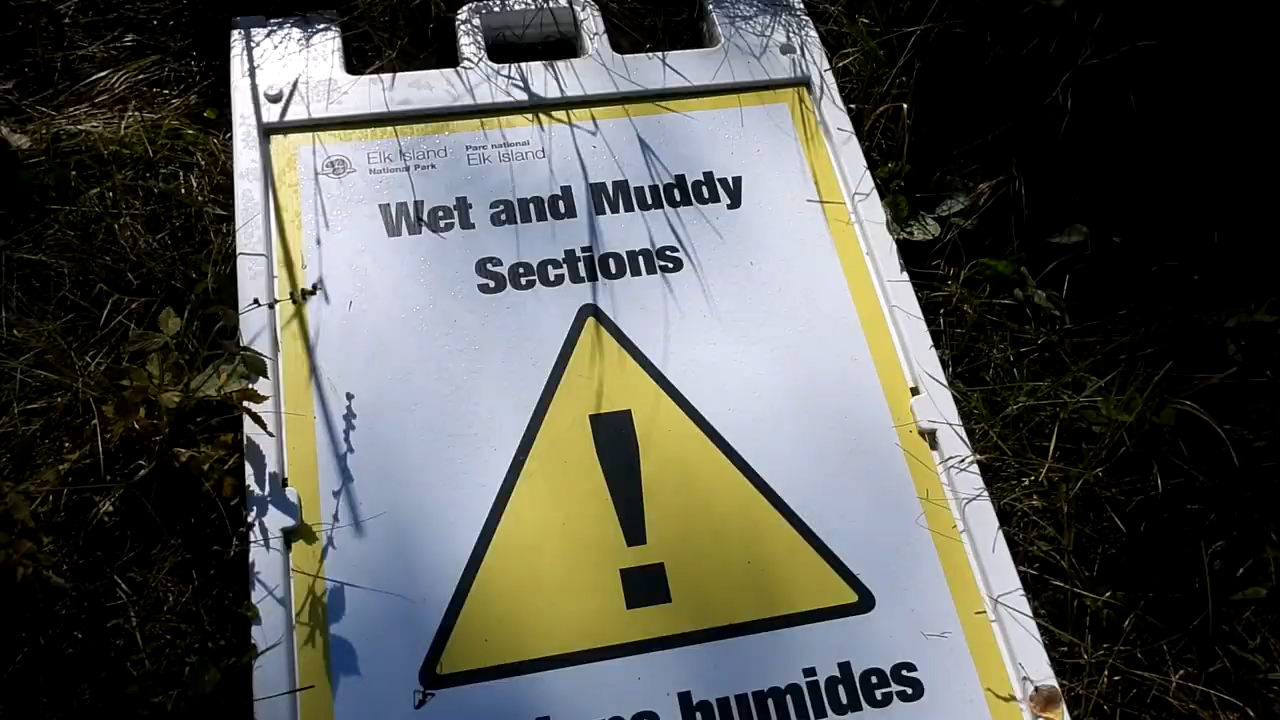 Elk Island
National Park
Parc national
Elk Island
Wet and Muddy
Sections
!
humides